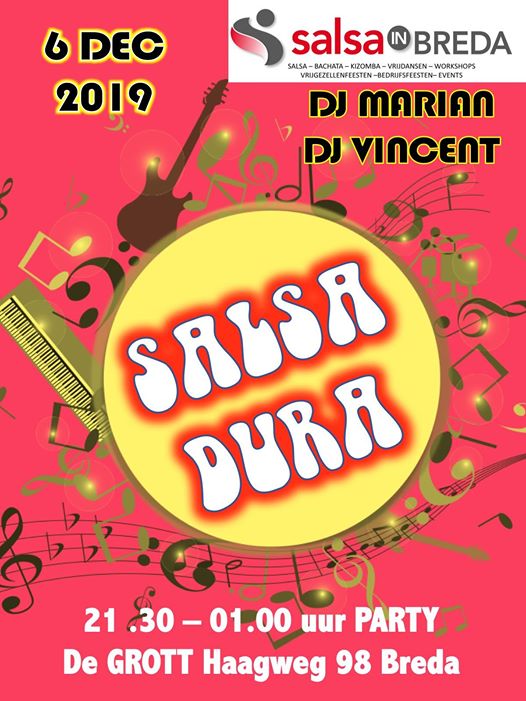 6 DEC
2019
salsa IN BREDA
SALSA – BACHATA – KIZOMBA – VRIJDANSEN – WORKSHOPS
VRIJGEZELLENFEESTEN –BEDRIJFSFEESTEN– EVENTS
DJ MARIAN
DJ VINCENT
SALSA
DURA
21 .30 – 01.00 uur PARTY
De GROTT Haagweg 98 Breda